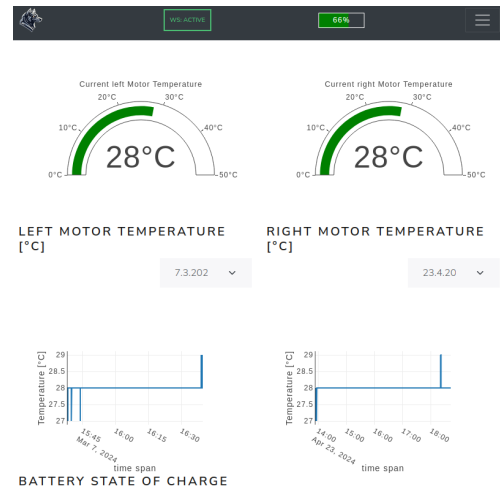 WS: ACTIVE
66%
Current left Motor Temperature
0°C
10°C
20°C
30°C
40°C
50°C
28°C
Current right Motor Temperature
0°C
10°C
20°C
30°C
40°C
50°C
28°C
LEFT MOTOR TEMPERATURE
[°C]
7.3.202
RIGHT MOTOR TEMPERATURE
[°C]
23.4.20
Temperature [°C]
29
28.5
28
27.5
27
15:45
16:00
16:15
16:30
Mar 7, 2024
time span
Temperature [°C]
29
28.5
28
27.5
27
14:00
15:00
16:00
17:00
18:00
Apr 23, 2024
time span
BATTERY STATE OF CHARGE